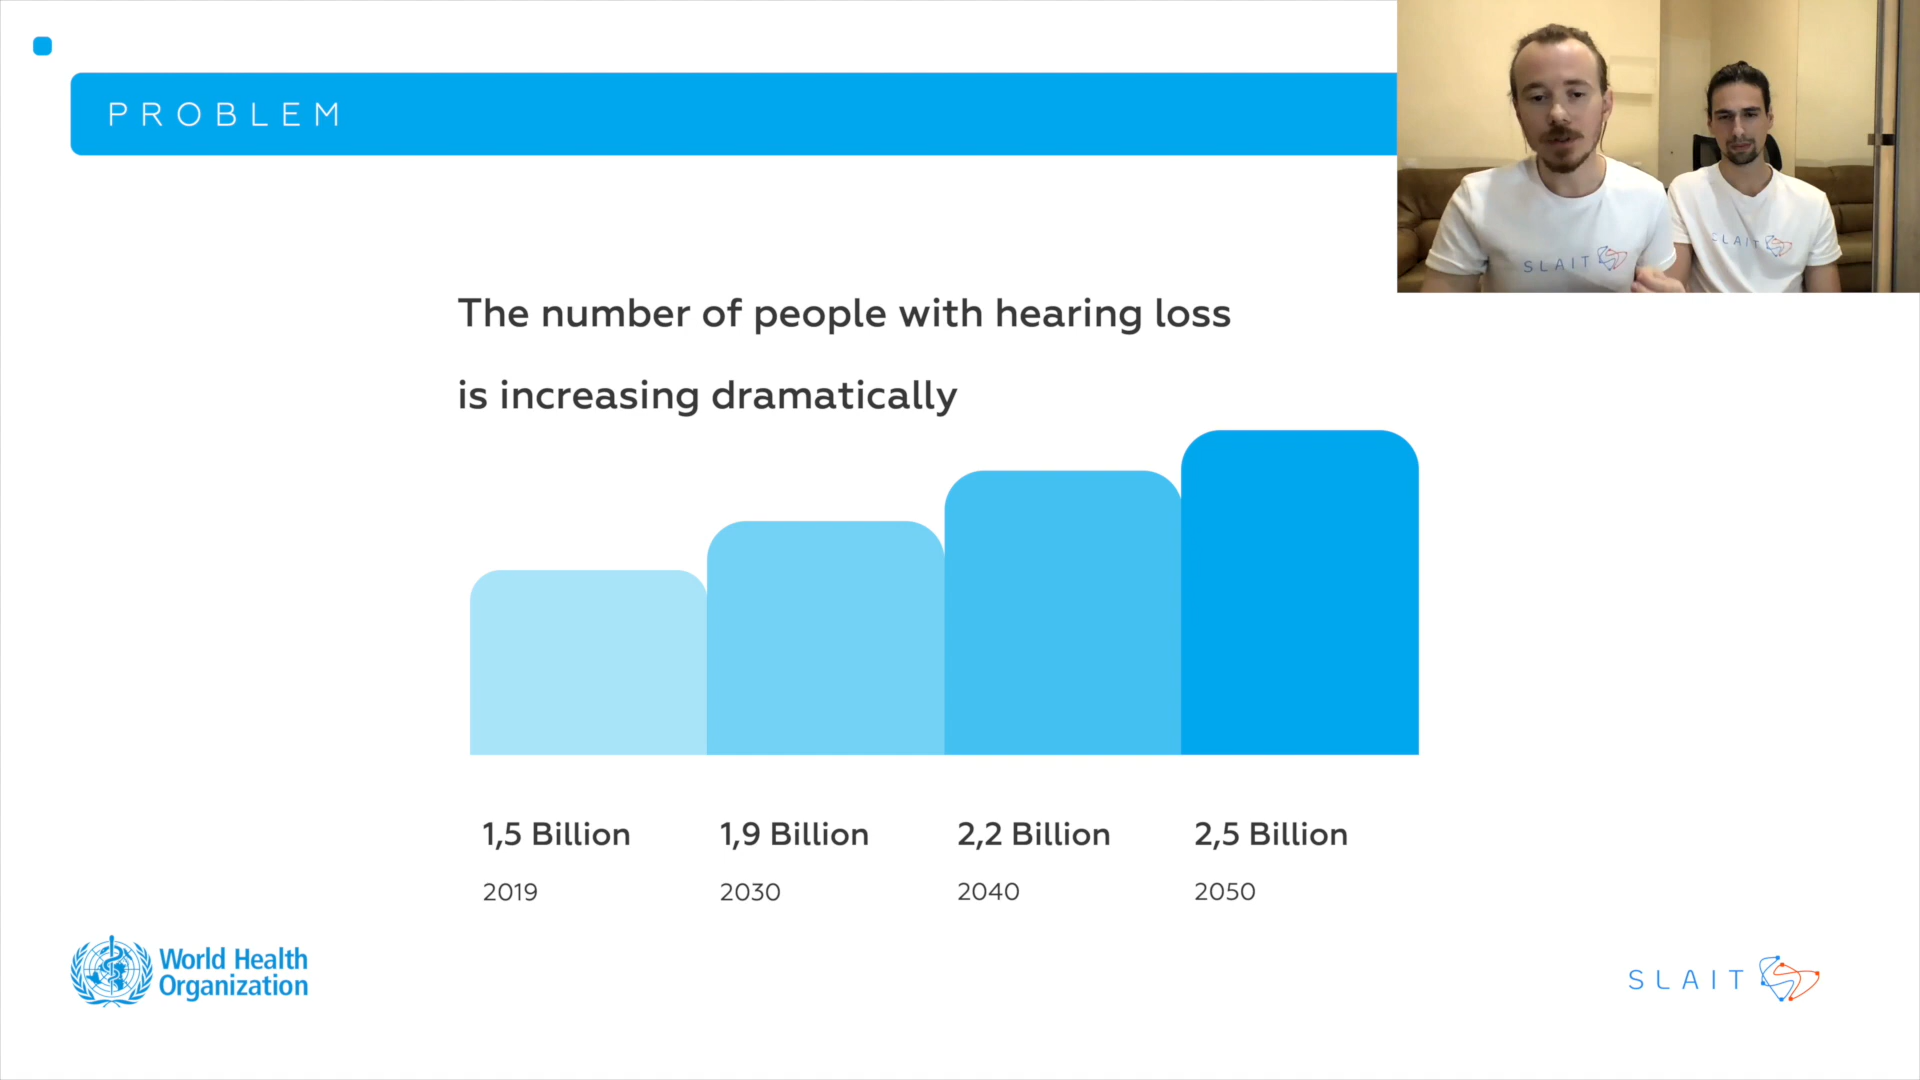 PROBLEM
SLAIT
SLAIT
The number of people with hearing loss
is increasing dramatically
1,5 Billion
1,9 Billion
2,2 Billion
2,5 Billion
2019
2030
2040
2050
World Health
Organization
SLAIT